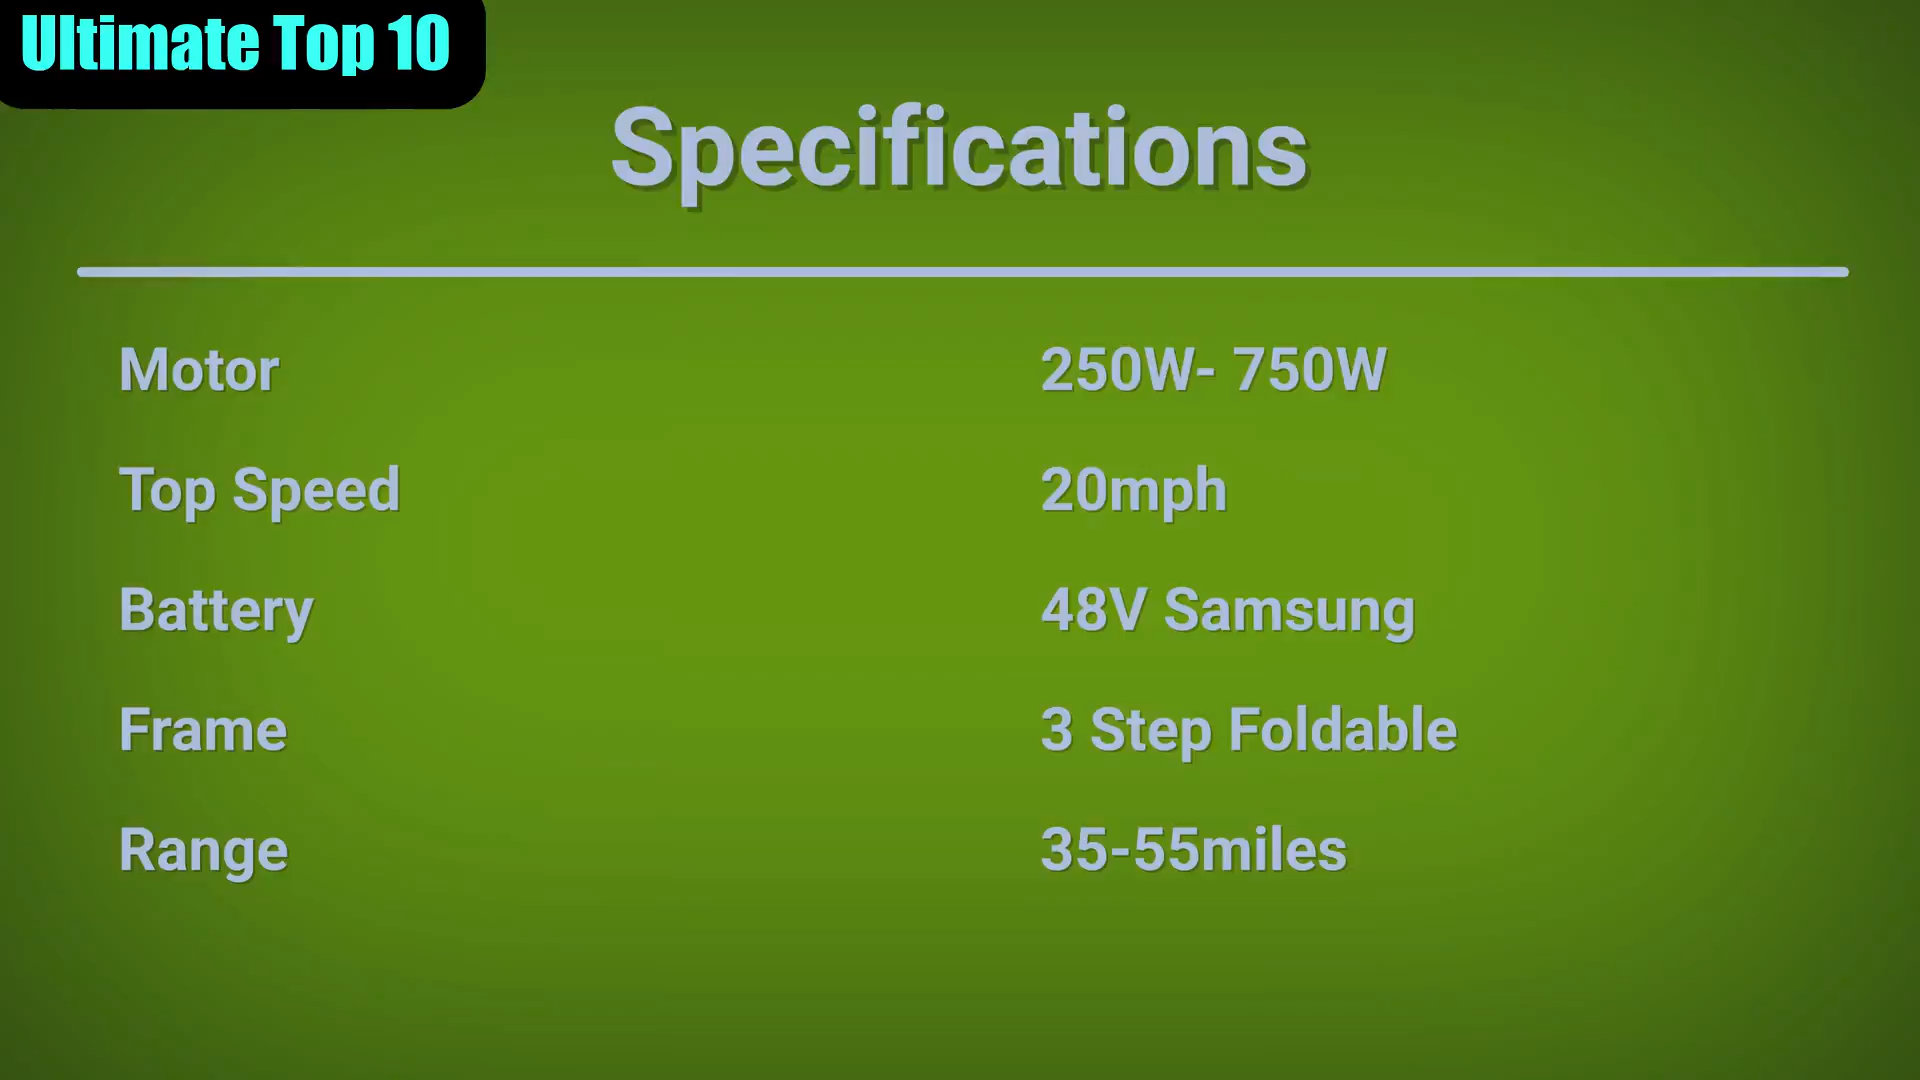 Ultimate Top 10
Specifications
Motor 250W- 750W
Top Speed 20mph
Battery 48V Samsung
Frame 3 Step Foldable
Range 35-55miles